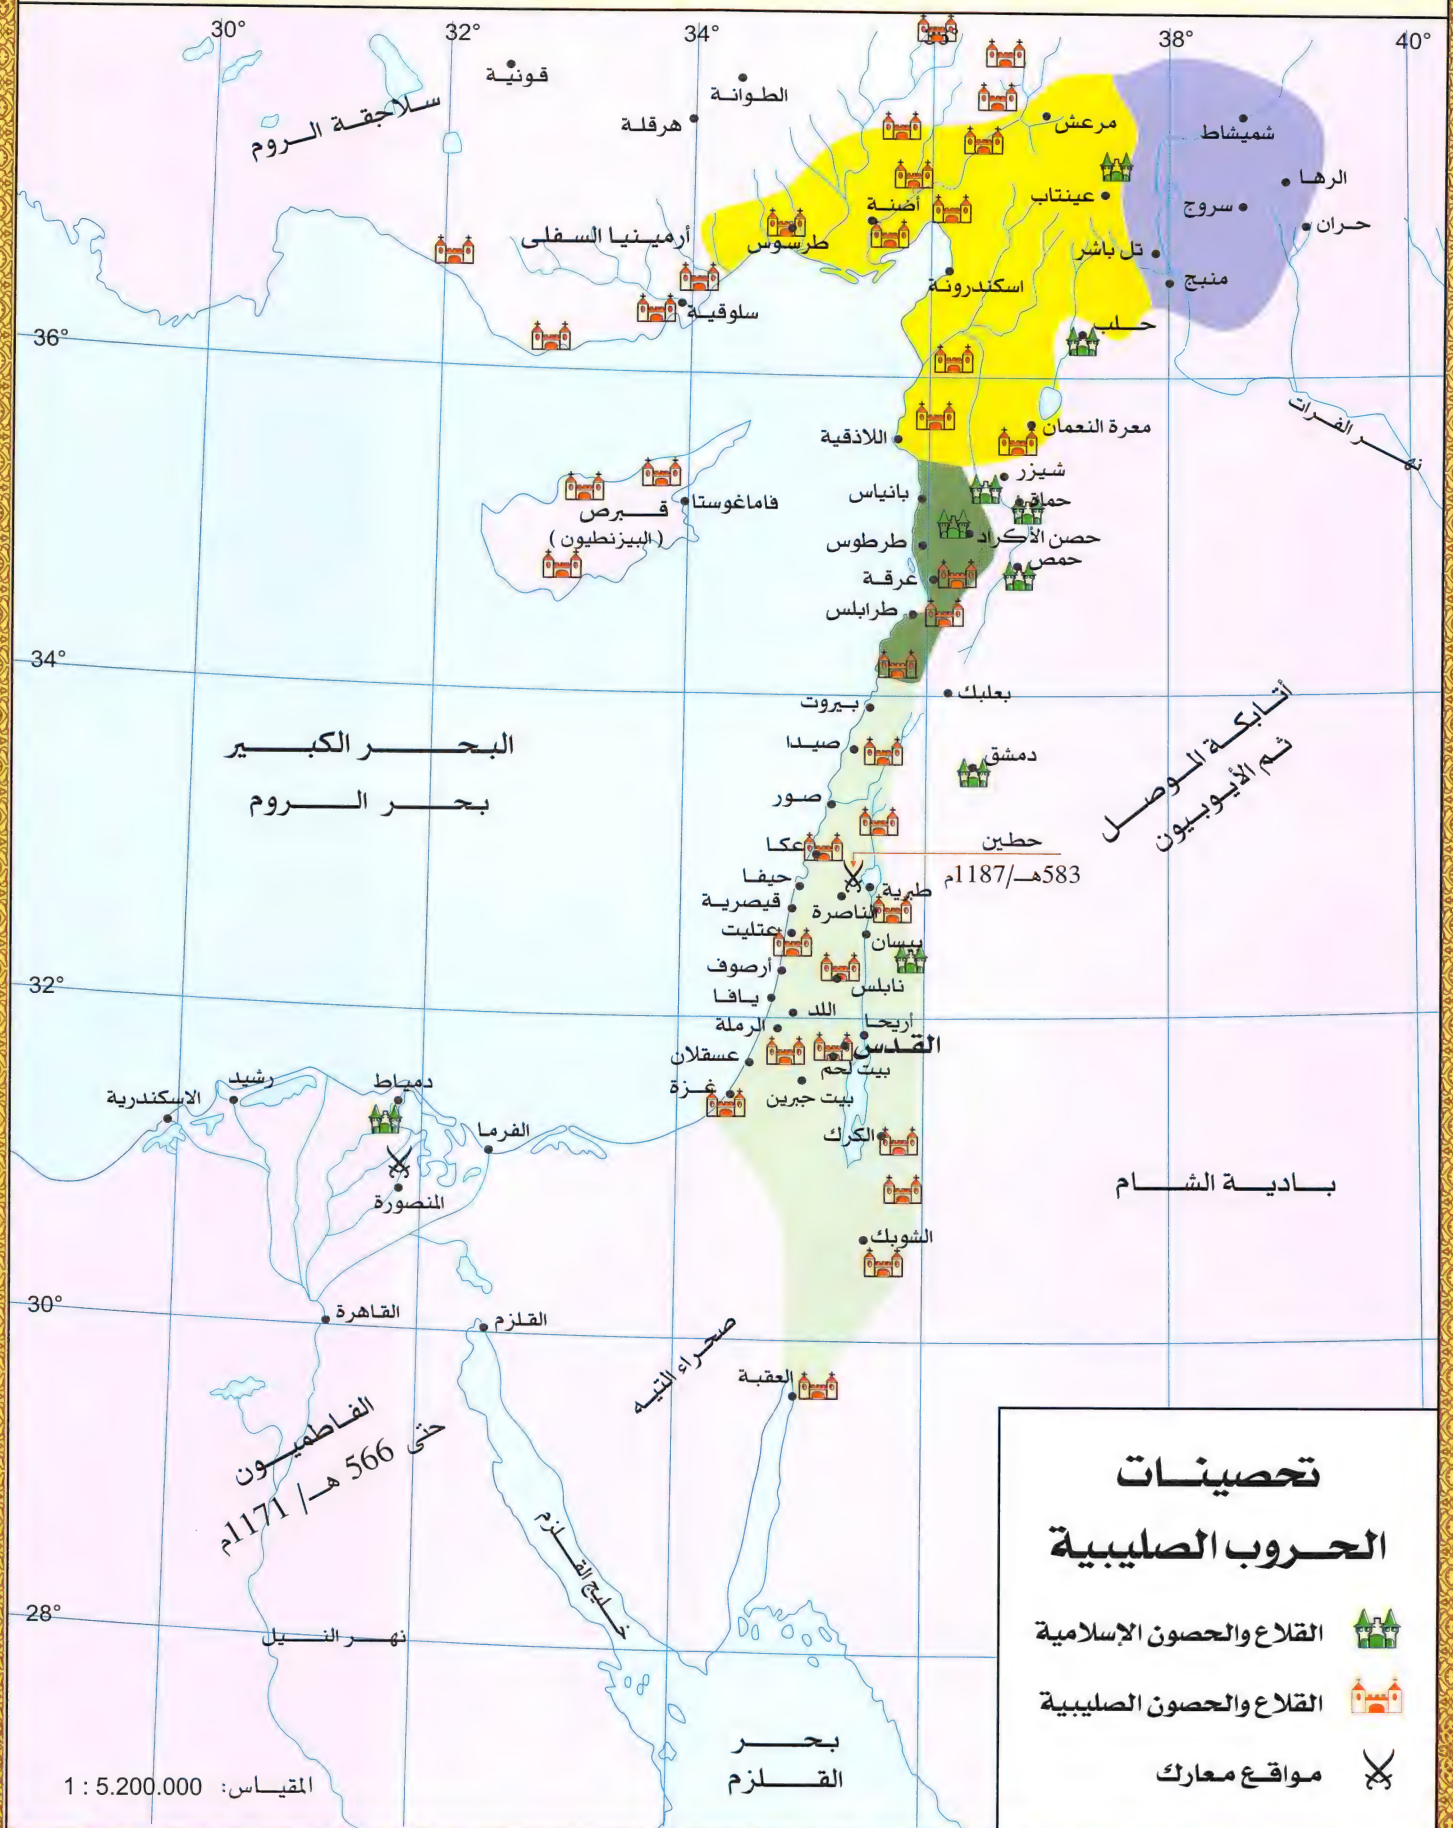 30°
32°
34°
38°
40°
قونية
الطوانة
هرقلة
سلاجقة الروم
مرعش
شميشاط
الرها
سروج
حران
عينتاب
أضنة
طرسوس
أرمينيا السفلى
تل باشر
منبج
اسكندرونة
سلوقية
حلب
36°
نهر الفرات
معرة النعمان
اللاذقية
شيزر
بانياس
حماة
فاماغوستا
قبرص
(البيزنطيون)
حصن الأكراد
طرطوس
حمص
عرقة
طرابلس
34°
بعلبك
بيروت
أتابكة الموصل
ثم الأيوبيون
صيدا
دمشق
البحر الكبير
بحر الروم
صور
عكا
حطين
583هـ/1187م
حيفا
طبرية
قيصرية
الناصرة
عتليت
بيسان
أرصوف
نابلس
32°
يافا
اللد
الرملة
أريحا
القدس
عسقلان
بيت لحم
غزة
بيت جبرين
دمياط
رشيد
الاسكندرية
الفرما
الكرك
المنصورة
بادية الشام
الشوبك
30°
القاهرة
القلزم
صحراء التيه
العقبة
الفاطميون
حتى 566 هـ/ 1171م
خليج القلزم
28°
نهر النيل
بحر
القلزم
المقياس: 1 : 5.200.000
تحصينات
الحروب الصليبية
القلاع والحصون الإسلامية
القلاع والحصون الصليبية
مواقع معارك